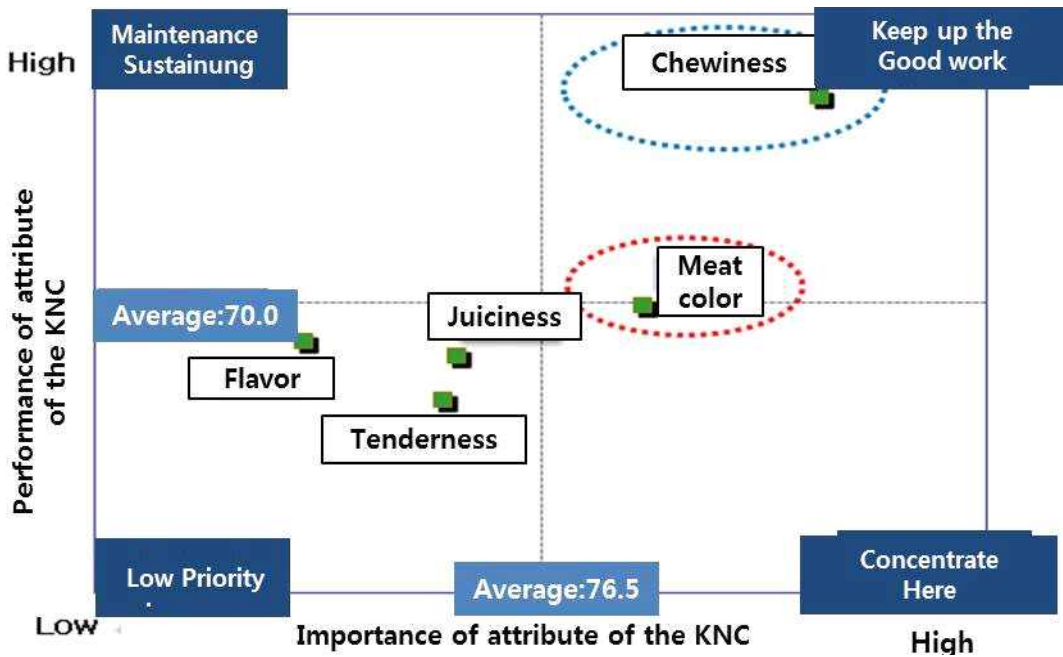 Maintenance
Sustainung
Keep up the
Good work
High
Chewiness
Performance of attribute
of the KNC
Meat
color
Average:70.0
Juiciness
Flavor
Tenderness
Low Priority
Average:76.5
Concentrate
Here
Low
Importance of attribute of the KNC
High